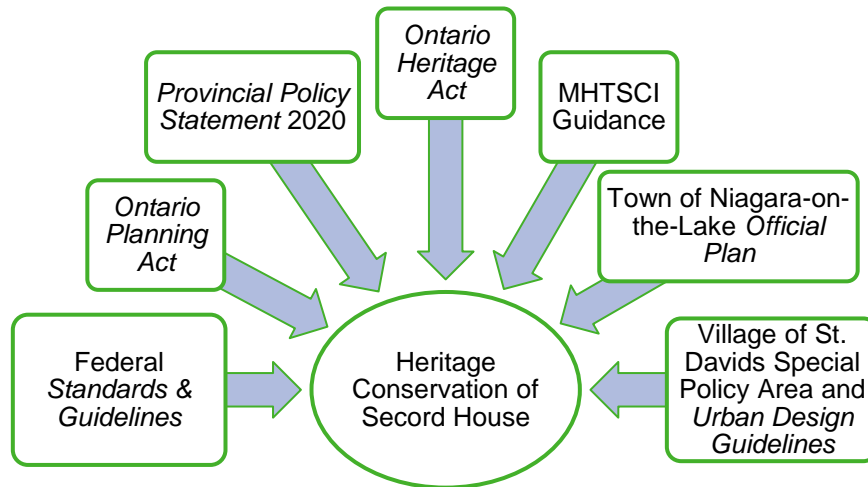 Ontario
Heritage
Act
Provincial Policy
Statement 2020
MHTSCI
Guidance
Ontario
Planning
Act
Town of Niagara-on-
the-Lake Official
Plan
Federal
Standards &
Guidelines
Heritage
Conservation of
Secord House
Village of St.
Davids Special
Policy Area and
Urban Design
Guidelines